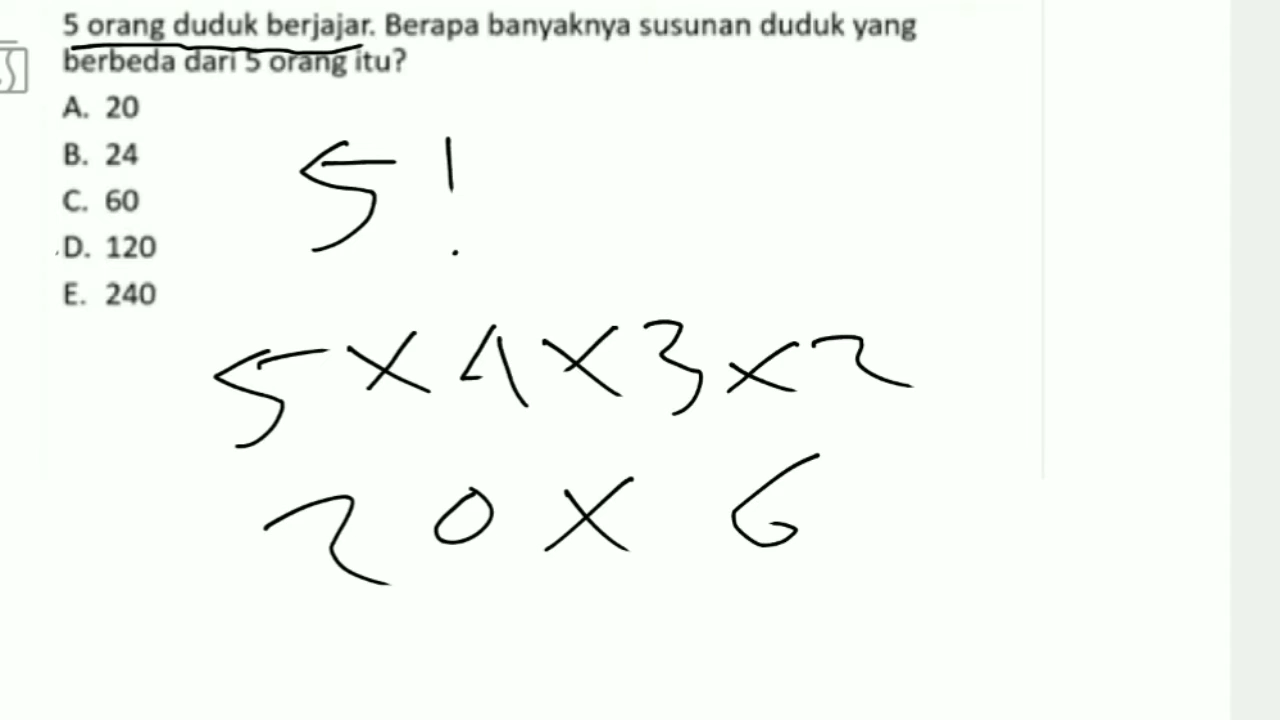 5 orang duduk berjajar. Berapa banyaknya susunan duduk yang
berbeda dari 5 orang itu?
A. 20
B. 24
C. 60
D. 120
E. 240
5!
5 x 4 x 3 x 2
20 x 6